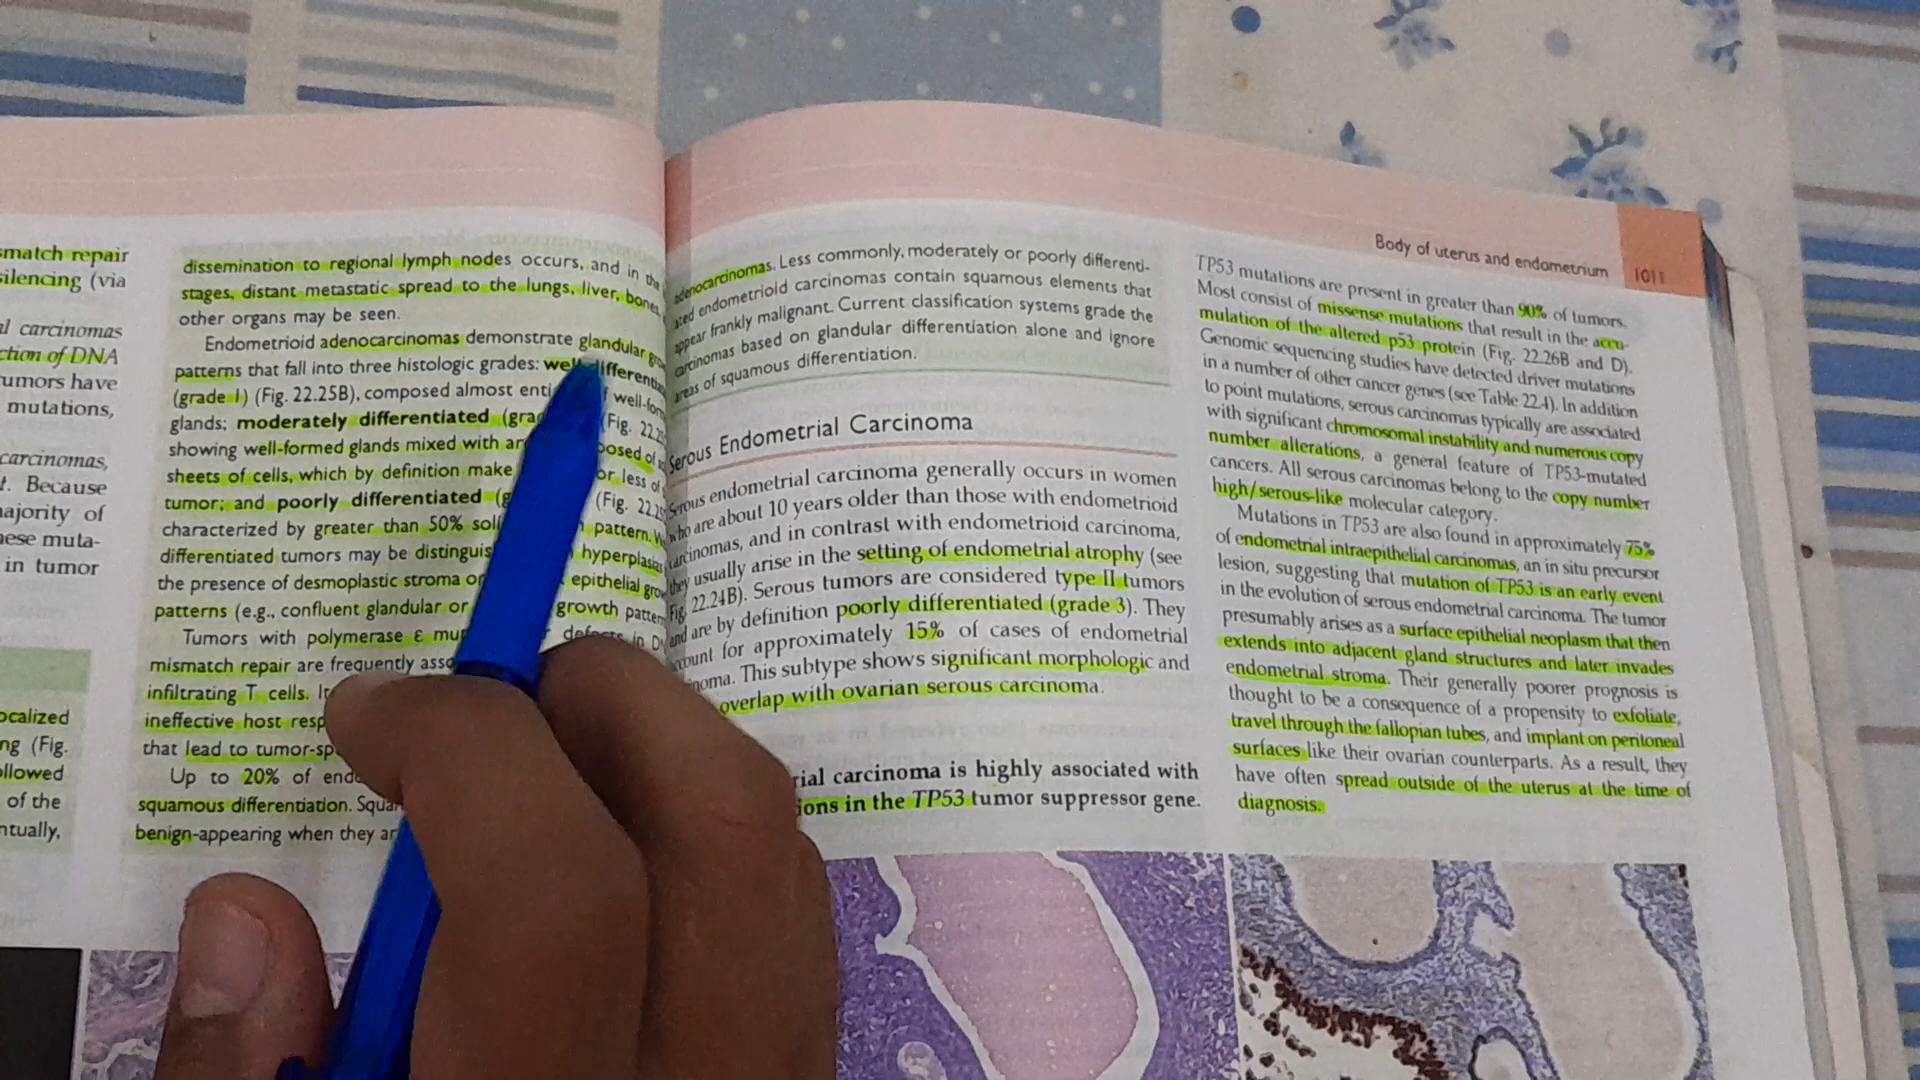 smatch repair
silencing (via
al carcinomas
ction of DNA
umors have
mutations,
carcinomas,
t. Because
ajority of
ese muta-
in tumor
ocalized
ng (Fig.
ollowed
of the
ntually,
dissemination to regional lymph nodes occurs, and in the
stages, distant metastatic spread to the lungs, liver, bones,
other organs may be seen.
Endometrioid adenocarcinomas demonstrate glandular
patterns that fall into three histologic grades:
(grade 1) (Fig. 22.25B), composed almost
glands; moderately differentiated (Fig.
showing well-formed glands mixed with
sheets of cells, which by definition make or less of
tumor; and poorly differentiated (Fig.
characterized by greater than 50% pattern.
differentiated tumors may be hyperplasia
the presence of desmoplastic stroma epithelial
patterns (e.g., confluent glandular or growth
Tumors with polymerase ε defects in
mismatch repair are frequently
infiltrating T cells.
ineffective host
that lead to
Up to 20% of
squamous differentiation.
benign-appearing when they
adenocarcinomas. Less commonly, moderately or poorly differenti-
ated endometrioid carcinomas contain squamous elements that
appear frankly malignant. Current classification systems grade the
carcinomas based on glandular differentiation alone and ignore
areas of squamous differentiation.
Serous Endometrial Carcinoma
Serous endometrial carcinoma generally occurs in women
who are about 10 years older than those with endometrioid
carcinomas, and in contrast with endometrioid carcinoma,
they usually arise in the setting of endometrial atrophy (see
Fig. 22.24B). Serous tumors are considered type II tumors
and are by definition poorly differentiated (grade 3). They
account for approximately 15% of cases of endometrial
noma. This subtype shows significant morphologic and
overlap with ovarian serous carcinoma.
rial carcinoma is highly associated with
ions in the TP53 tumor suppressor gene.
Body of uterus and endometrium 1011
TP53 mutations are present in greater than 90% of tumors.
Most consist of missense mutations that result in the accu-
mulation of the altered p53 protein (Fig. 22.26B and D).
Genomic sequencing studies have detected driver mutations
in a number of other cancer genes (see Table 22.4). In addition
to point mutations, serous carcinomas typically are associated
with significant chromosomal instability and numerous copy
number alterations, a general feature of TP53-mutated
cancers. All serous carcinomas belong to the copy number
high/serous-like molecular category.
Mutations in TP53 are also found in approximately 75%
of endometrial intraepithelial carcinomas, an in situ precursor
lesion, suggesting that mutation of TP53 is an early event
in the evolution of serous endometrial carcinoma. The tumor
presumably arises as a surface epithelial neoplasm that then
extends into adjacent gland structures and later invades
endometrial stroma. Their generally poorer prognosis is
thought to be a consequence of a propensity to exfoliate,
travel through the fallopian tubes, and implant on peritoneal
surfaces like their ovarian counterparts. As a result, they
have often spread outside of the uterus at the time of
diagnosis.